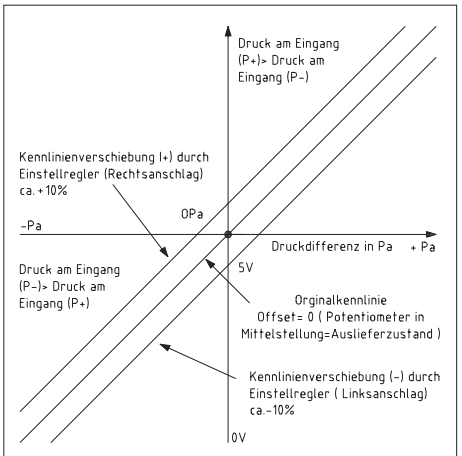 Druck am Eingang
(P+)> Druck am
Eingang (P-)
Kennlinienverschiebung (+) durch
Einstellregler (Rechtsanschlag)
ca.+10%
0Pa
-Pa
Druckdifferenz in Pa + Pa
Druck am Eingang
(P-)> Druck am
Eingang (P+)
5V
Orginalkennlinie
Offset= 0 ( Potentiometer in
Mittelstellung=Auslieferzustand )
Kennlinienverschiebung (-) durch
Einstellregler ( Linksanschlag)
ca.-10%
0V